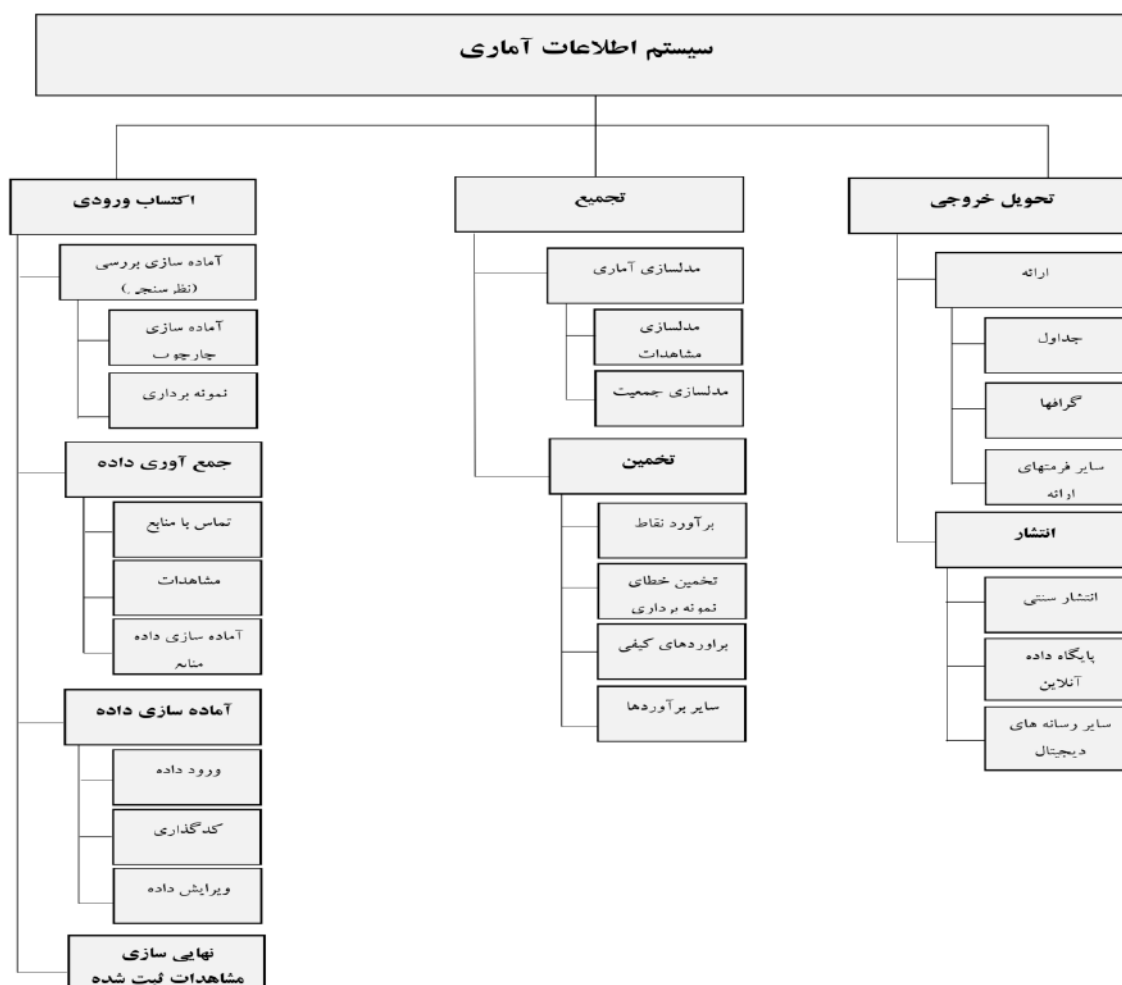 سیستم اطلاعات آماری
اکتساب ورودی
آماده سازی بررسی
(نظرسنجی)
آماده سازی
چارچوب
نمونه برداری
جمع آوری داده
تماس با منابع
مشاهدات
آماده سازی داده
منابع
آماده سازی داده
ورود داده
کدگذاری
ویرایش داده
نهایی سازی
مشاهدات ثبت شده
تجمیع
مدلسازی آماری
مدلسازی
مشاهدات
مدلسازی جمعیت
تخمین
برآورد نقاط
تخمین خطای
نمونه برداری
براوردهای کیفی
سایر برآوردها
تحویل خروجی
ارائه
جداول
گرافها
سایر فرمتهای
ارائه
انتشار
انتشار سنتی
پایگاه داده
آنلاین
سایر رسانه های
دیجیتال